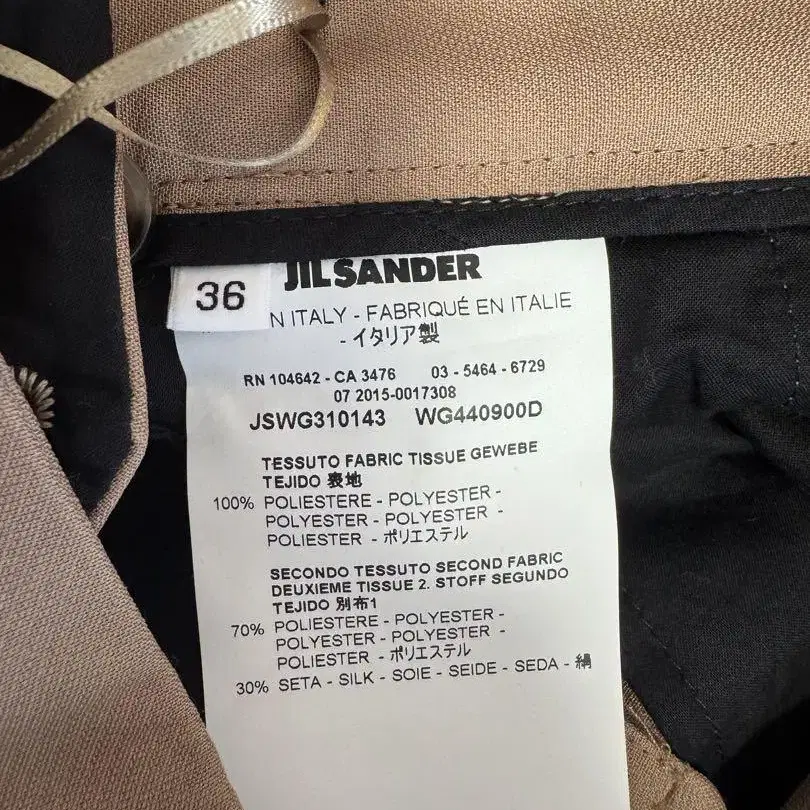 36
JIL SANDER
N ITALY - FABRIQUÉ EN ITALIE
- イタリア製
RN 104642 - CA 3476 03 - 5464 - 6729
07 2015-0017308
JSWG310143 WG440900D
TESSUTO FABRIC TISSUE GEWEBE
TEJIDO 表地
100% POLIESTERE - POLYESTER -
POLYESTER - POLYESTER -
POLIESTER - ポリエステル
SECONDO TESSUTO SECOND FABRIC
DEUXIEME TISSUE 2. STOFF SEGUNDO
TEJIDO 別布1
70% POLIESTERE - POLYESTER -
POLYESTER - POLYESTER -
POLIESTER - ポリエステル
30% SETA - SILK - SOIE - SEIDE - SEDA - 絹